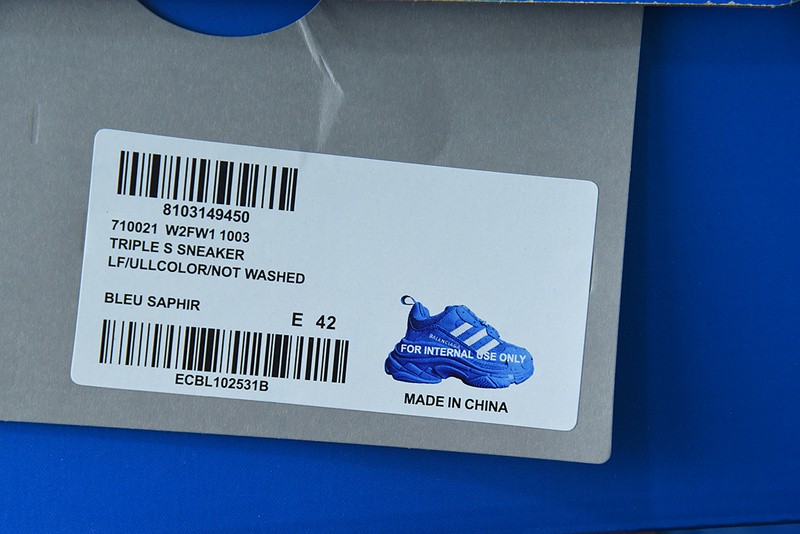 8103149450
710021 W2FW1 1003
TRIPLE S SNEAKER
LF/ULLCOLOR/NOT WASHED
BLEU SAPHIR
E 42
ECBL102531B
BALENCIAGA
FOR INTERNAL USE ONLY
MADE IN CHINA